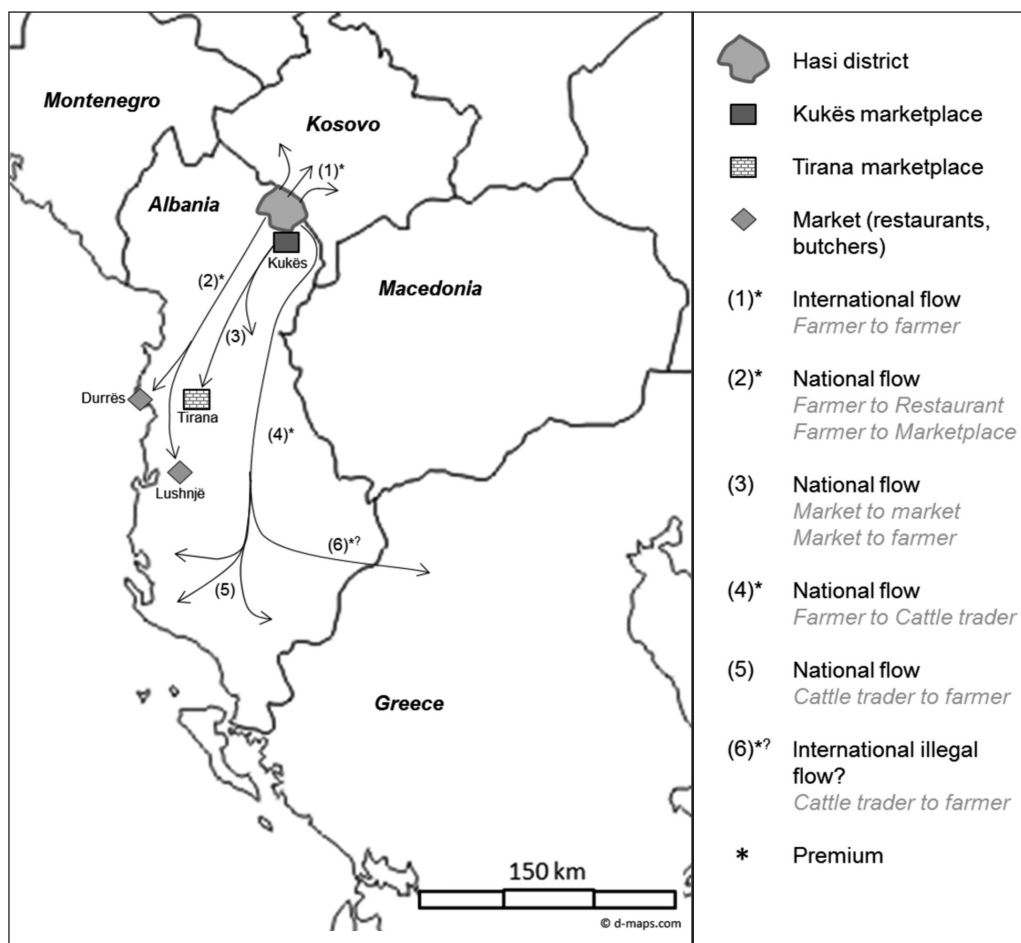 Montenegro
Kosovo
(1)*
Albania
Kukës
Macedonia
(2)*
(3)
Durrës
Tirana
(4)*
Lushnjë
(6)*?
(5)
Greece
150 km
© d-maps.com
Hasi district
Kukës marketplace
Tirana marketplace
Market (restaurants,
butchers)
(1)* International flow
Farmer to farmer
(2)* National flow
Farmer to Restaurant
Farmer to Marketplace
(3) National flow
Market to market
Market to farmer
(4)* National flow
Farmer to Cattle trader
(5) National flow
Cattle trader to farmer
(6)*? International illegal
flow?
Cattle trader to farmer
* Premium